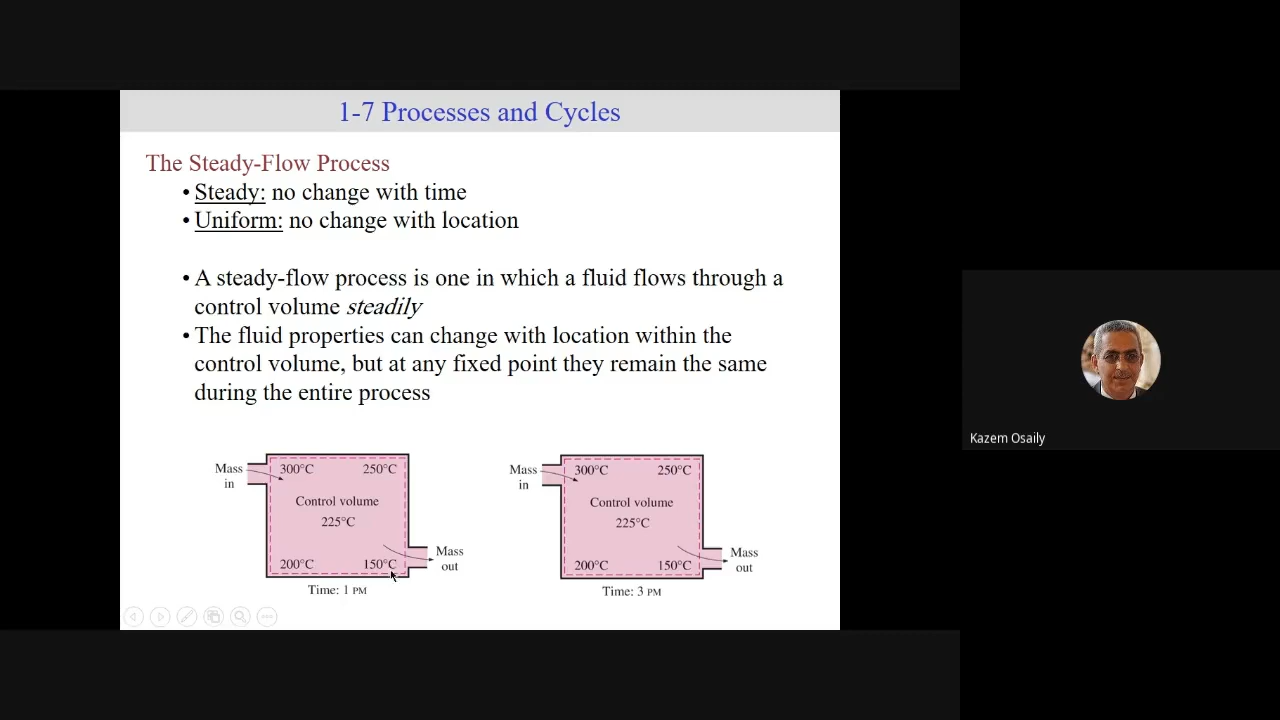 1-7 Processes and Cycles
The Steady-Flow Process
• Steady: no change with time
• Uniform: no change with location
• A steady-flow process is one in which a fluid flows through a
control volume steadily
• The fluid properties can change with location within the
control volume, but at any fixed point they remain the same
during the entire process
Mass
in
300°C 250°C
Control volume
225°C
200°C 150°C
Mass
out
Time: 1 PM
Mass
in
300°C 250°C
Control volume
225°C
200°C 150°C
Mass
out
Time: 3 PM
Kazem Osaily